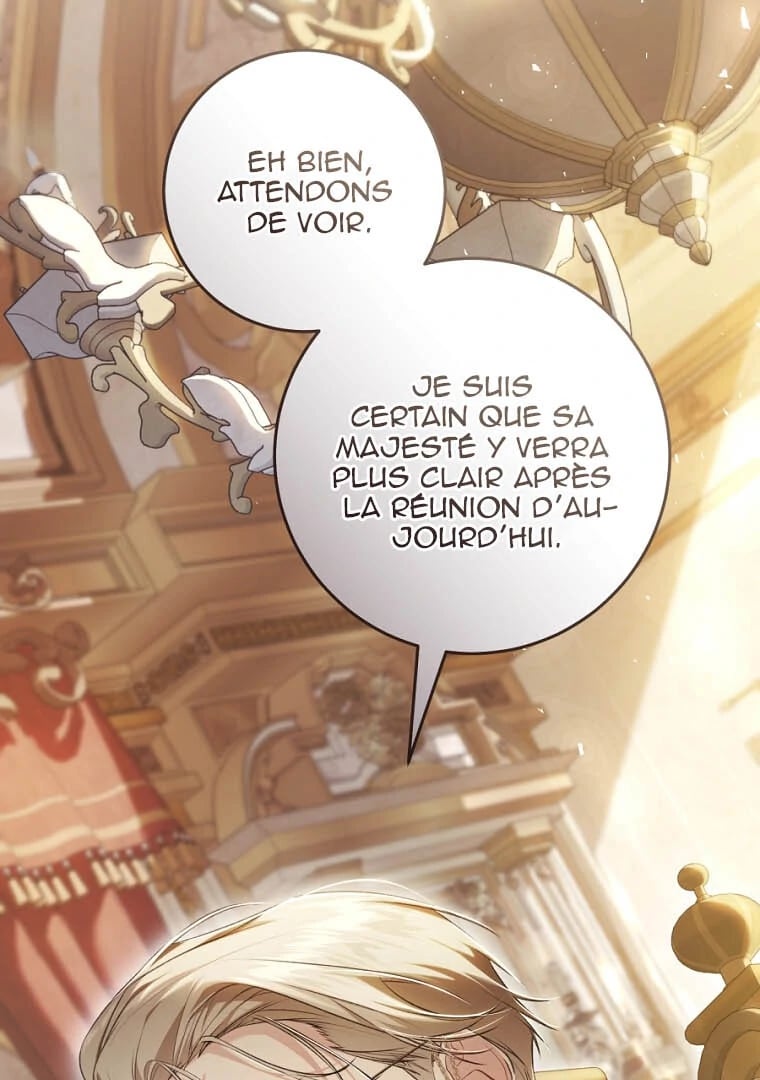 EH BIEN,
ATTENDONS
DE VOIR.
JE SUIS
CERTAIN QUE SA
MAJESTÉ Y VERRA
PLUS CLAIR APRÈS
LA RÉUNION D'AU-
JOURD'HUI.